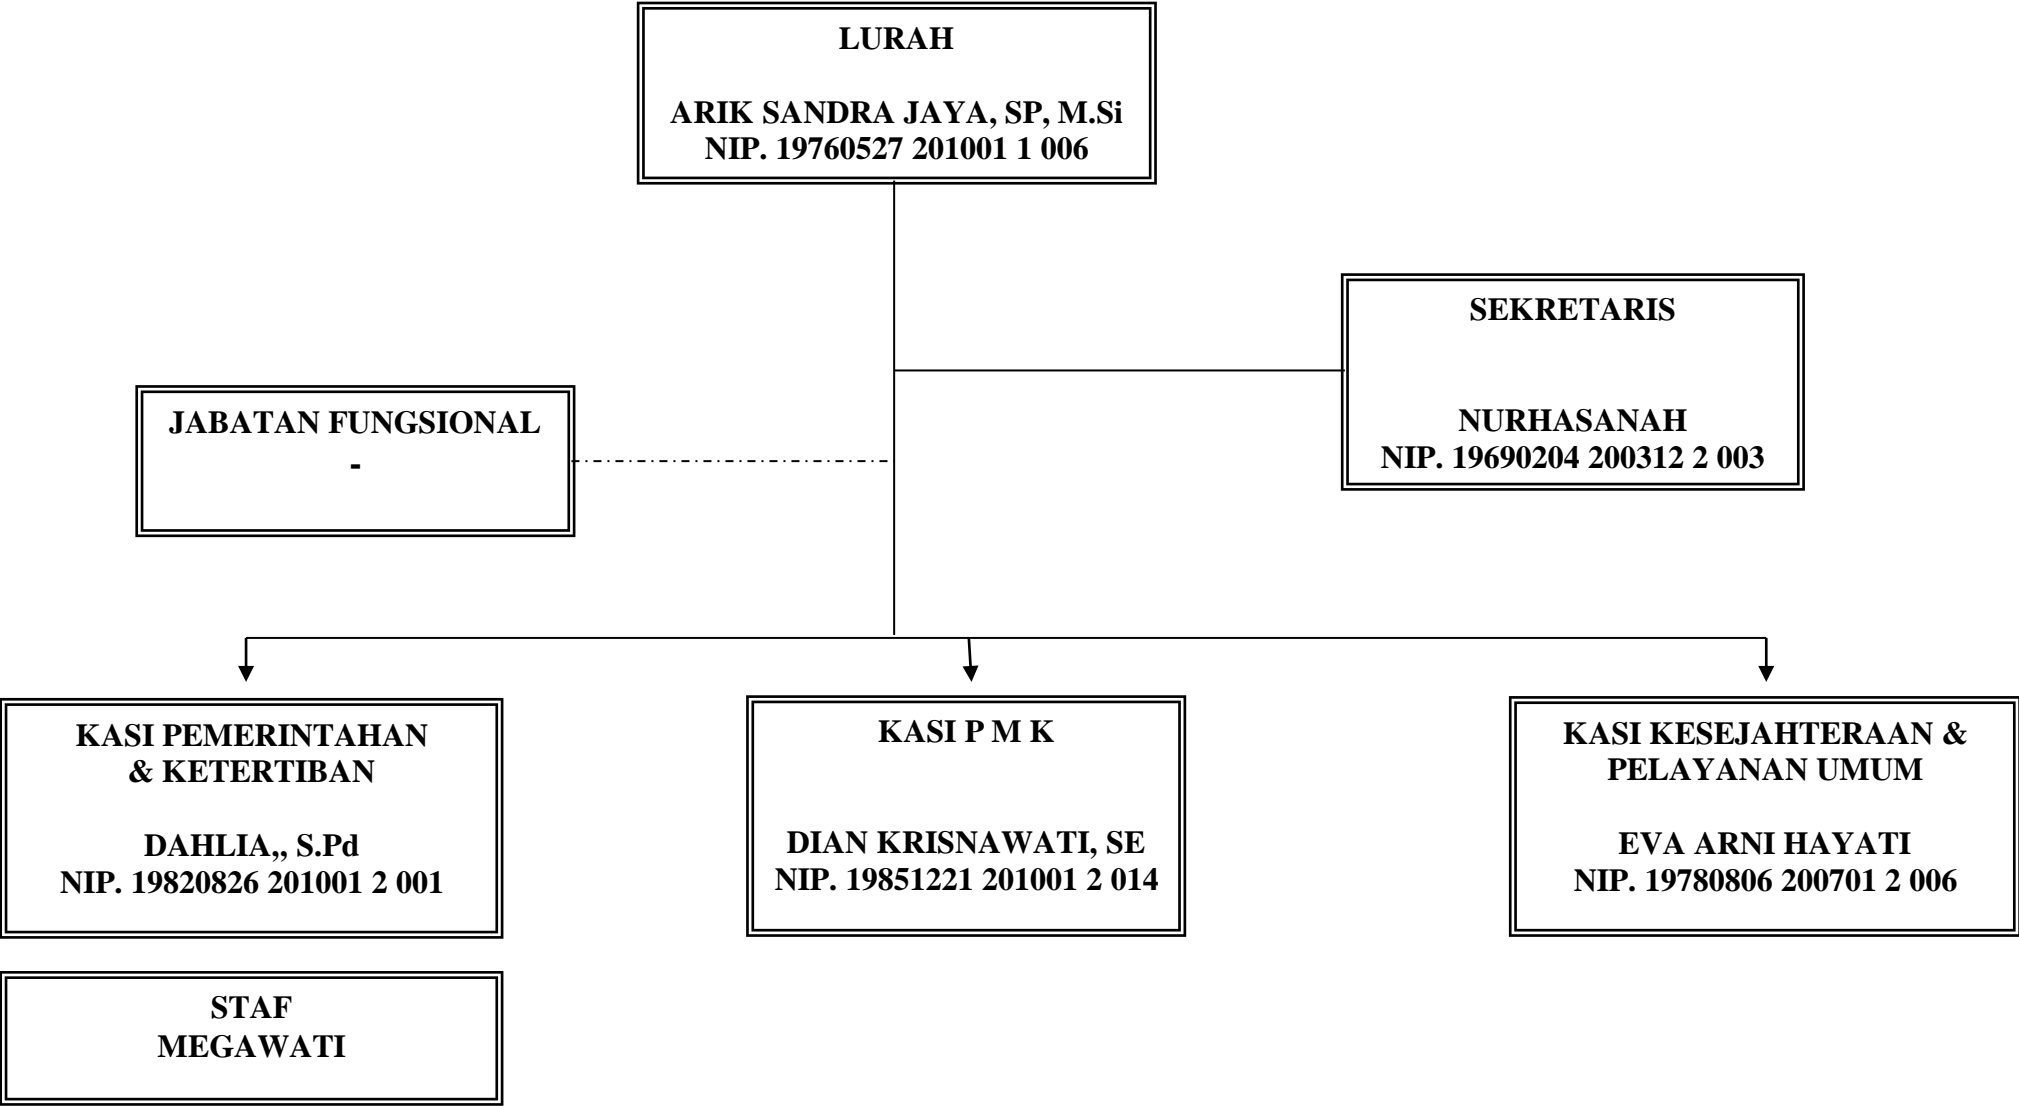 LURAH
ARIK SANDRA JAYA, SP, M.Si
NIP. 19760527 201001 1 006
SEKRETARIS
NURHASANAH
NIP. 19690204 200312 2 003
JABATAN FUNGSIONAL
-
KASI PEMERINTAHAN
& KETERTIBAN
DAHLIA,, S.Pd
NIP. 19820826 201001 2 001
KASI P M K
DIAN KRISNAWATI, SE
NIP. 19851221 201001 2 014
KASI KESEJAHTERAAN &
PELAYANAN UMUM
EVA ARNI HAYATI
NIP. 19780806 200701 2 006
STAF
MEGAWATI